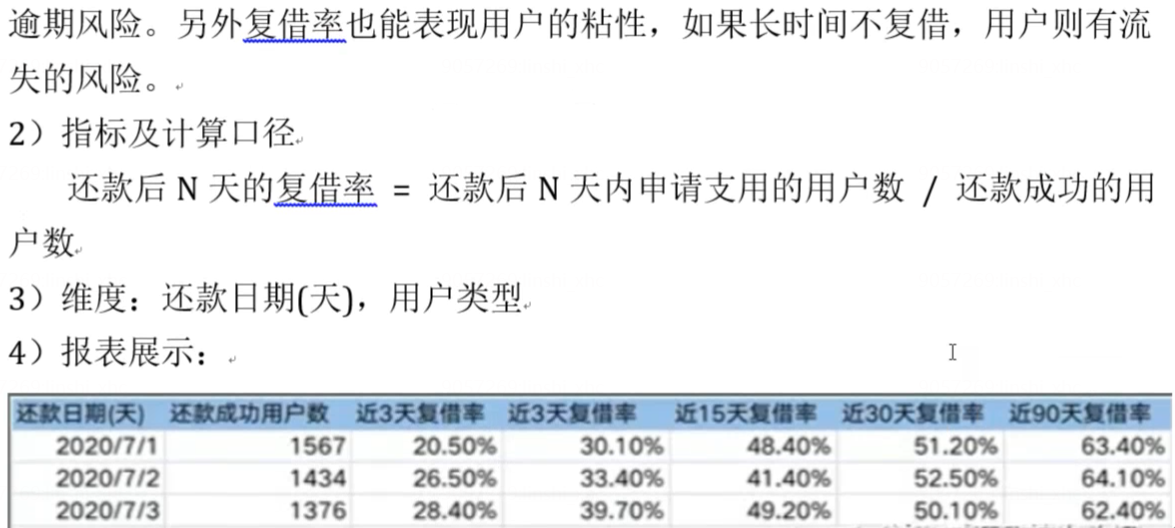 逾期风险。另外复借率也能表现用户的粘性，如果长时间不复借，用户则有流
失的风险。
2）指标及计算口径
还款后 N 天的复借率 = 还款后 N 天内申请支用的用户数 / 还款成功的用
户数
3）维度：还款日期(天)，用户类型
4）报表展示：
还款日期(天) 还款成功用户数 近3天复借率 近3天复借率 近15天复借率 近30天复借率 近90天复借率
2020/7/1 1567 20.50% 30.10% 48.40% 51.20% 63.40%
2020/7/2 1434 26.50% 33.40% 41.40% 52.50% 64.10%
2020/7/3 1376 28.40% 39.70% 49.20% 50.10% 62.40%